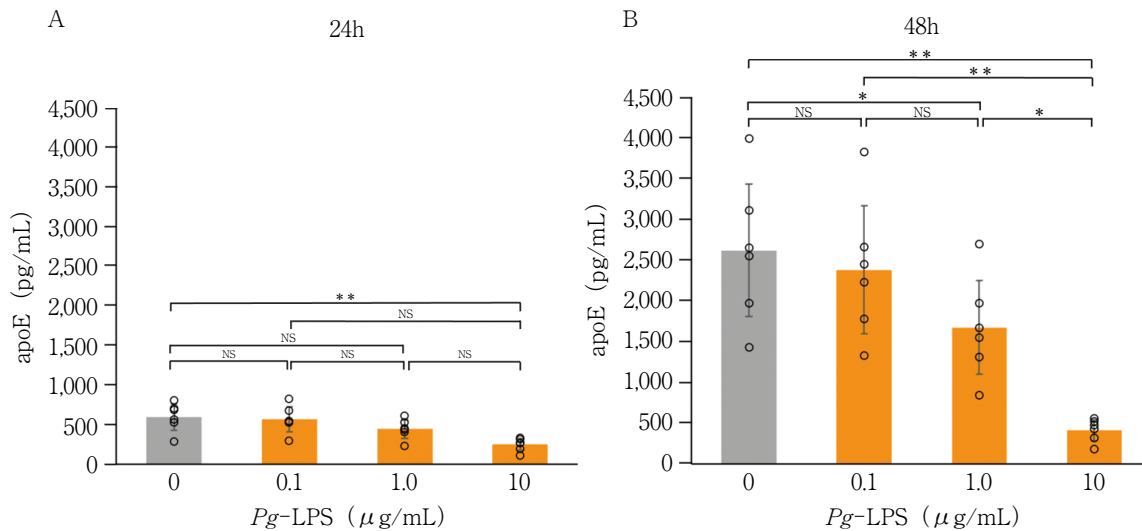 A
24h
4,500
4,000
3,500
3,000
2,500
2,000
1,500
1,000
500
0
apoE (pg/mL)
**
NS
NS
NS
NS
NS
0
0.1
1.0
10
Pg-LPS (μg/mL)
B
48h
**
**
*
NS
NS
*
4,500
4,000
3,500
3,000
2,500
2,000
1,500
1,000
500
0
apoE (pg/mL)
0
0.1
1.0
10
Pg-LPS (μg/mL)